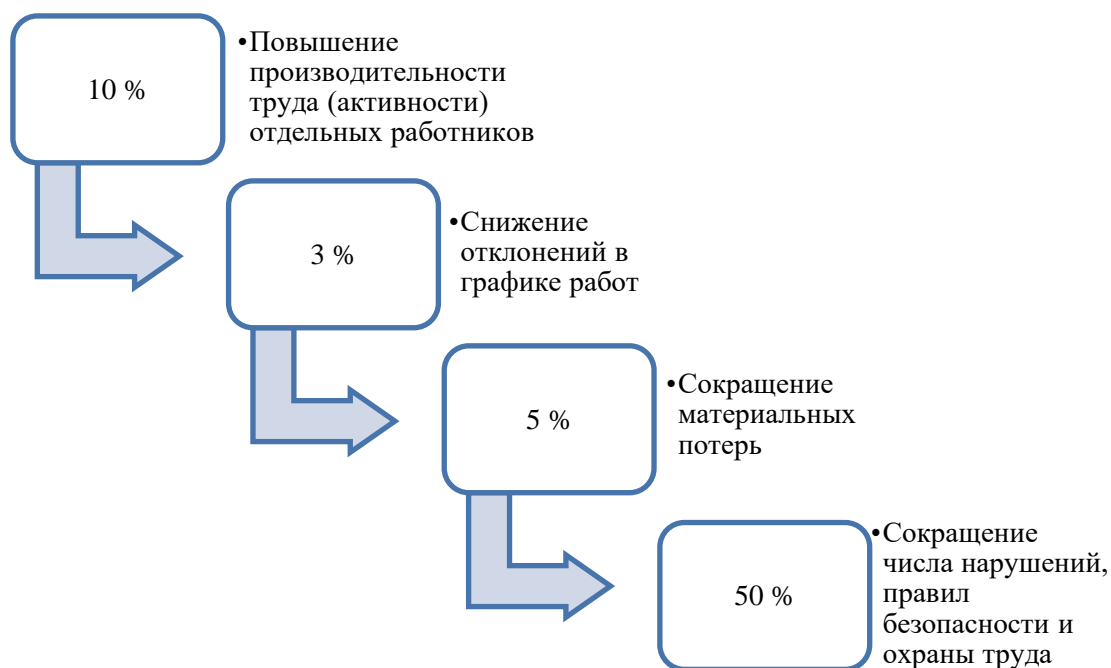 10 %
•Повышение
производительности
труда (активности)
отдельных работников
3 %
•Снижение
отклонений в
графике работ
5 %
•Сокращение
материальных
потерь
50 %
•Сокращение
числа нарушений,
правил
безопасности и
охраны труда